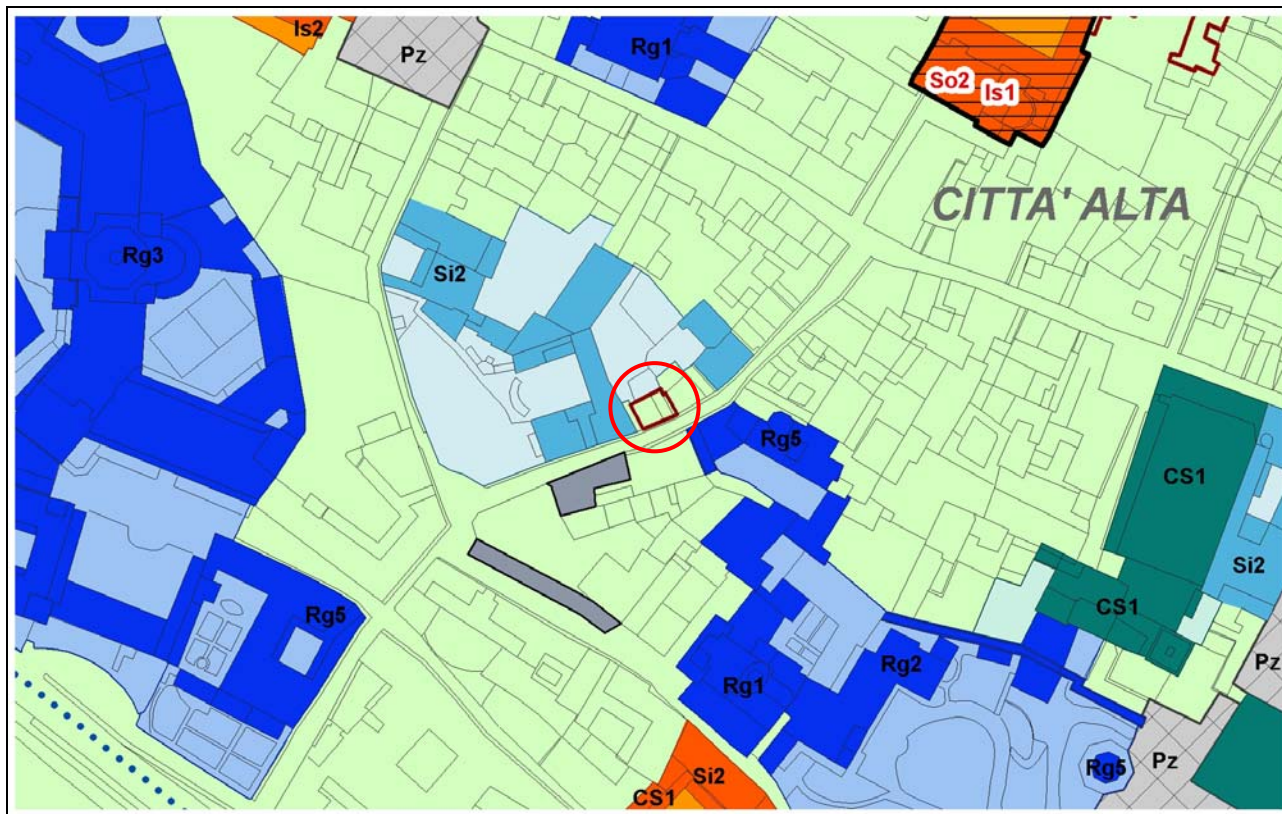 Is2
Pz
Rg1
So2
Is1
CITTA' ALTA
Rg3
Si2
Rg5
CS1
Si2
Rg5
CS1
Rg1
Rg2
Pz
Si2
CS1
Pz
Rg5